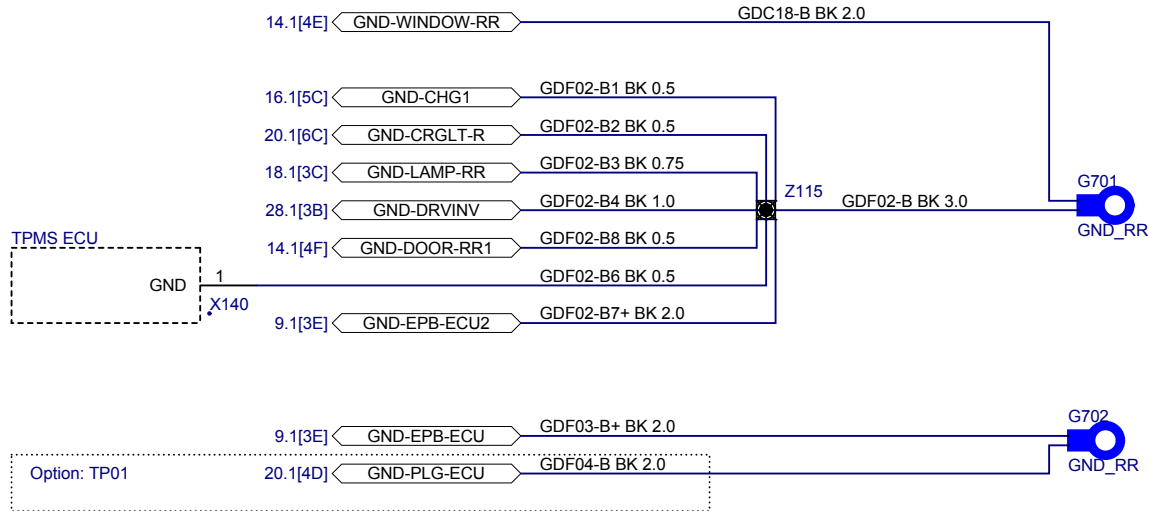 14.1[4E] GND-WINDOW-RR GDC18-B BK 2.0
16.1[5C] GND-CHG1 GDF02-B1 BK 0.5
20.1[6C] GND-CRGLT-R GDF02-B2 BK 0.5
18.1[3C] GND-LAMP-RR GDF02-B3 BK 0.75
Z115
G701
28.1[3B] GND-DRVINV GDF02-B4 BK 1.0 GDF02-B BK 3.0
GND_RR
TPMS ECU
14.1[4F] GND-DOOR-RR1 GDF02-B8 BK 0.5
GND 1 GDF02-B6 BK 0.5
X140
9.1[3E] GND-EPB-ECU2 GDF02-B7+ BK 2.0
G702
9.1[3E] GND-EPB-ECU GDF03-B+ BK 2.0
GND_RR
Option: TP01 20.1[4D] GND-PLG-ECU GDF04-B BK 2.0